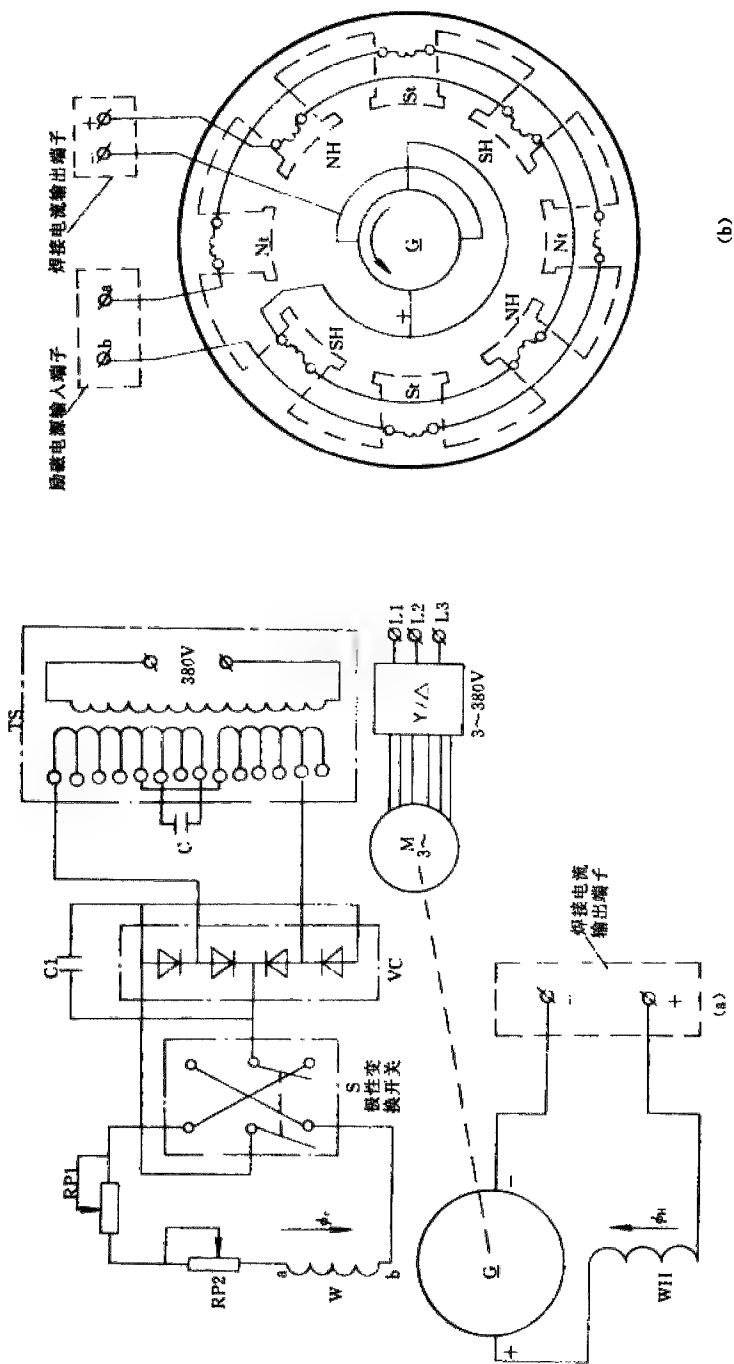 励磁电源输入端子
焊接电流输出端子
b
a
−
+
Nt
NH
St
SH
Nt
NH
St
SH
G
+
(b)
TS
380V
C
C1
VC
S
极性变
换开关
RP1
RP2
a
W
b
M
3~
Y/△
3~380V
L1
L2
L3
G
+
−
WH
ϕH
焊接电流
输出端子
−
+
(a)